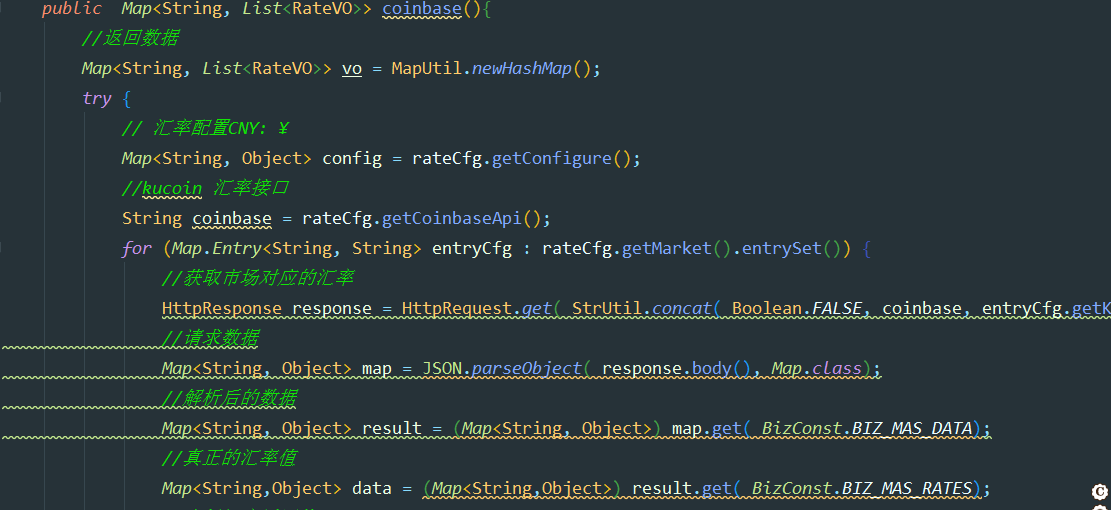 public  Map<String, List<RateVO>> coinbase(){
//返回数据
Map<String, List<RateVO>> vo = MapUtil.newHashMap();
try {
// 汇率配置CNY: ¥
Map<String, Object> config = rateCfg.getConfigure();
//kucoin 汇率接口
String coinbase = rateCfg.getCoinbaseApi();
for (Map.Entry<String, String> entryCfg : rateCfg.getMarket().entrySet()) {
//获取市场对应的汇率
HttpResponse response = HttpRequest.get( StrUtil.concat( Boolean.FALSE, coinbase, entryCfg.getK
//请求数据
Map<String, Object> map = JSON.parseObject( response.body(), Map.class);
//解析后的数据
Map<String, Object> result = (Map<String, Object>) map.get( BizConst.BIZ_MAS_DATA);
//真正的汇率值
Map<String,Object> data = (Map<String,Object>) result.get( BizConst.BIZ_MAS_RATES);